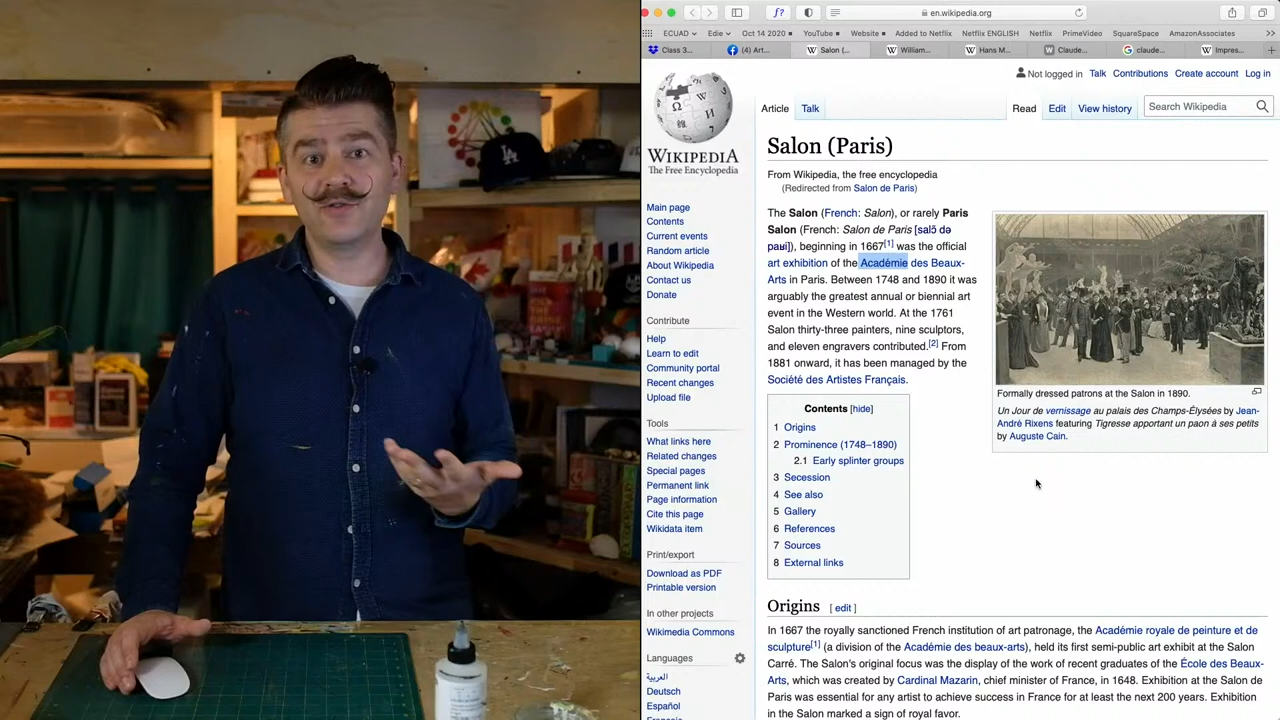 en.wikipedia.org
ECUAD
Edie
Oct 14 2020
YouTube
Website
Added to Netflix
Netflix ENGLISH
Netflix
PrimeVideo
SquareSpace
AmazonAssociates
Class 3...
(4) Art...
Salon (...
William...
Hans M...
Claude...
claude...
Impres...
Not logged in
Talk
Contributions
Create account
Log in
Article
Talk
Read
Edit
View history
Search Wikipedia
LA
WIKIPEDIA
The Free Encyclopedia
Main page
Contents
Current events
Random article
About Wikipedia
Contact us
Donate
Contribute
Help
Learn to edit
Community portal
Recent changes
Upload file
Tools
What links here
Related changes
Special pages
Permanent link
Page information
Cite this page
Wikidata item
Print/export
Download as PDF
Printable version
In other projects
Wikimedia Commons
Languages
العربية
Deutsch
Español
Salon (Paris)
From Wikipedia, the free encyclopedia
(Redirected from Salon de Paris)
The Salon (French: Salon), or rarely Paris
Salon (French: Salon de Paris [salɔ̃ də
paʁi]), beginning in 1667[1] was the official
art exhibition of the Académie des Beaux-
Arts in Paris. Between 1748 and 1890 it was
arguably the greatest annual or biennial art
event in the Western world. At the 1761
Salon thirty-three painters, nine sculptors,
and eleven engravers contributed.[2] From
1881 onward, it has been managed by the
Société des Artistes Français.
Formally dressed patrons at the Salon in 1890.
Un Jour de vernissage au palais des Champs-Élysées by Jean-
André Rixens featuring Tigresse apportant un paon à ses petits
by Auguste Cain.
Contents [hide]
1 Origins
2 Prominence (1748–1890)
2.1 Early splinter groups
3 Secession
4 See also
5 Gallery
6 References
7 Sources
8 External links
Origins [ edit ]
In 1667 the royally sanctioned French institution of art patronage, the Académie royale de peinture et de
sculpture[1] (a division of the Académie des beaux-arts), held its first semi-public art exhibit at the Salon
Carré. The Salon's original focus was the display of the work of recent graduates of the École des Beaux-
Arts, which was created by Cardinal Mazarin, chief minister of France, in 1648. Exhibition at the Salon de
Paris was essential for any artist to achieve success in France for at least the next 200 years. Exhibition
in the Salon marked a sign of royal favor.